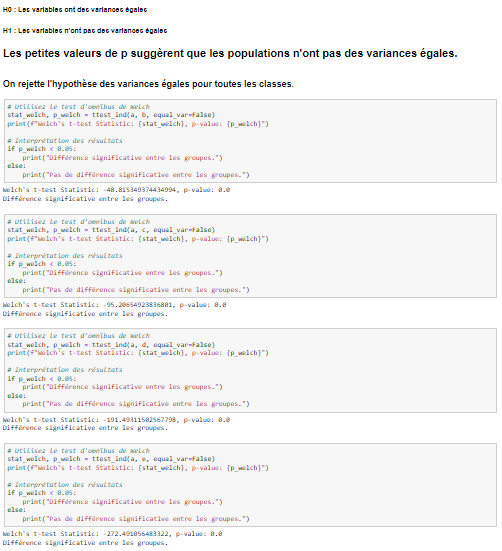 H0 : Les variables ont des variances égales
H1 : Les variables n'ont pas des variances égales
Les petites valeurs de p suggèrent que les populations n'ont pas des variances égales.
On rejette l'hypothèse des variances égales pour toutes les classes.
# Utilisez le test d'omnibus de Welch
stat_welch, p_welch = ttest_ind(a, b, equal_var=False)
print(f"Welch's t-test Statistic: {stat_welch}, p-value: {p_welch}")
# Interprétation des résultats
if p_welch < 0.05:
    print("Différence significative entre les groupes.")
else:
    print("Pas de différence significative entre les groupes.")
Welch's t-test Statistic: -48.815349374434994, p-value: 0.0
Différence significative entre les groupes.
# Utilisez le test d'omnibus de Welch
stat_welch, p_welch = ttest_ind(a, c, equal_var=False)
print(f"Welch's t-test Statistic: {stat_welch}, p-value: {p_welch}")
# Interprétation des résultats
if p_welch < 0.05:
    print("Différence significative entre les groupes.")
else:
    print("Pas de différence significative entre les groupes.")
Welch's t-test Statistic: -95.20654923836801, p-value: 0.0
Différence significative entre les groupes.
# Utilisez le test d'omnibus de Welch
stat_welch, p_welch = ttest_ind(a, d, equal_var=False)
print(f"Welch's t-test Statistic: {stat_welch}, p-value: {p_welch}")
# Interprétation des résultats
if p_welch < 0.05:
    print("Différence significative entre les groupes.")
else:
    print("Pas de différence significative entre les groupes.")
Welch's t-test Statistic: -191.49311502567798, p-value: 0.0
Différence significative entre les groupes.
# Utilisez le test d'omnibus de Welch
stat_welch, p_welch = ttest_ind(a, e, equal_var=False)
print(f"Welch's t-test Statistic: {stat_welch}, p-value: {p_welch}")
# Interprétation des résultats
if p_welch < 0.05:
    print("Différence significative entre les groupes.")
else:
    print("Pas de différence significative entre les groupes.")
Welch's t-test Statistic: -272.491056483322, p-value: 0.0
Différence significative entre les groupes.